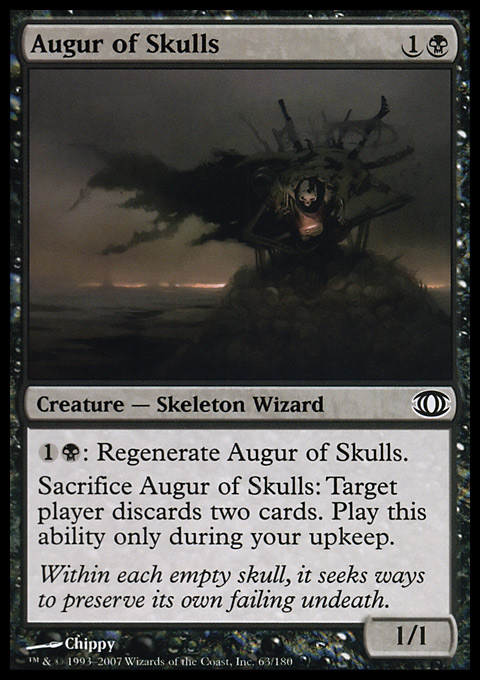 Augur of Skulls 1
Creature — Skeleton Wizard
1 : Regenerate Augur of Skulls.
Sacrifice Augur of Skulls: Target
player discards two cards. Play this
ability only during your upkeep.
Within each empty skull, it seeks ways
to preserve its own failing undeath.
1/1
Chippy
™ & © 1993–2007 Wizards of the Coast, Inc. 63/180